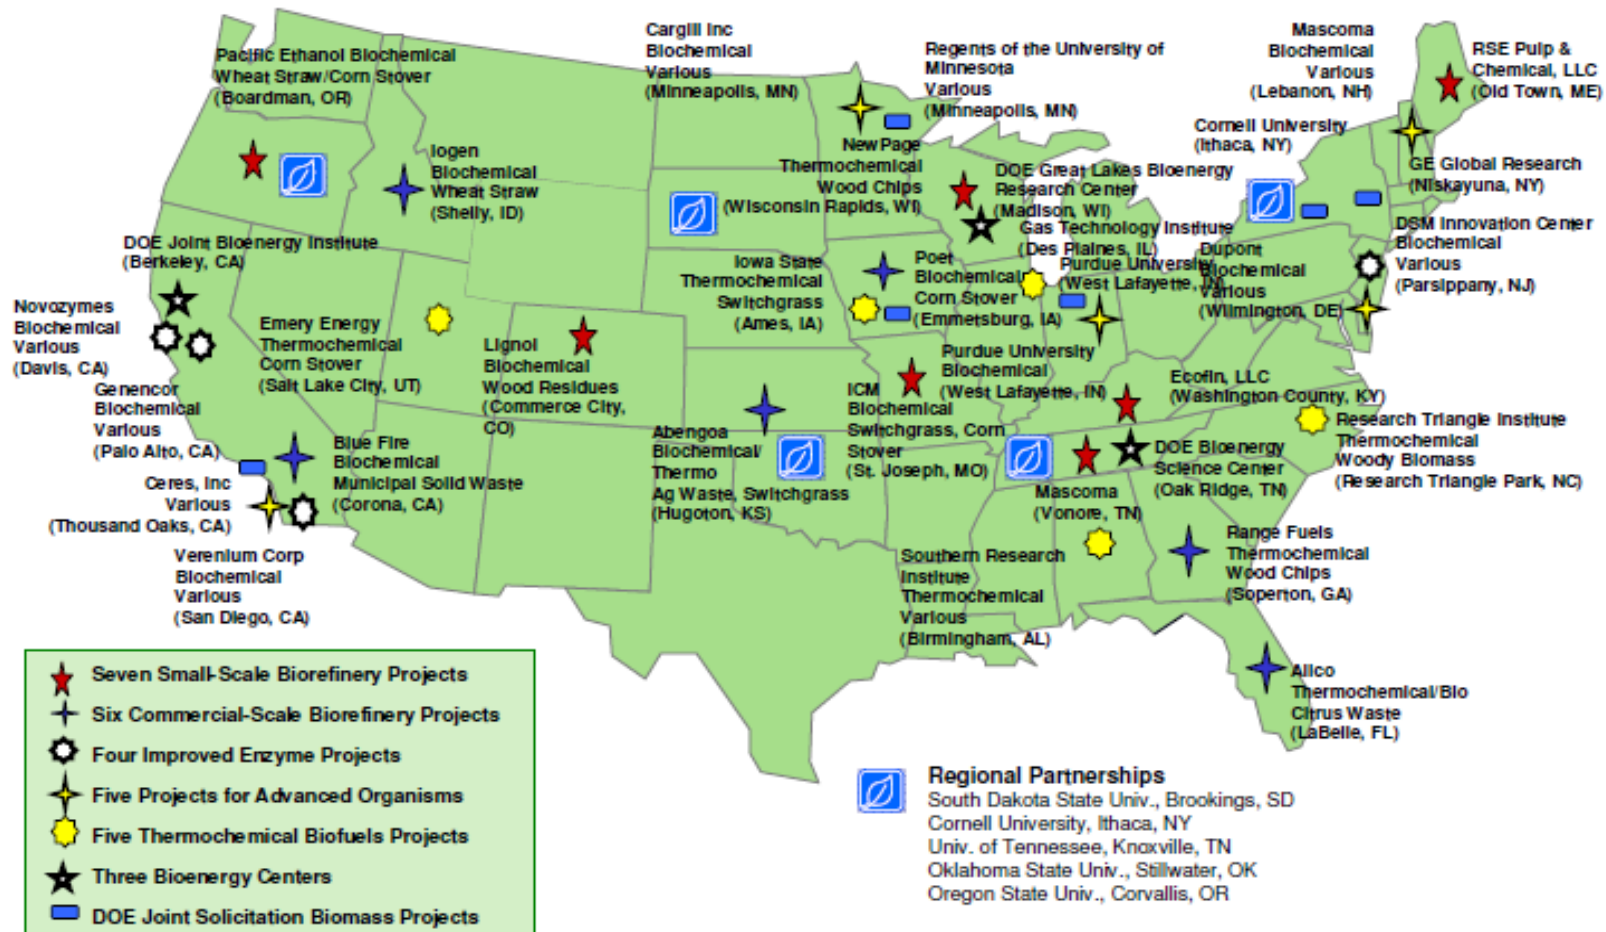 Pacific Ethanol Biochemical
Wheat Straw/Corn Stover
(Boardman, OR)
Cargill Inc
Biochemical
Various
(Minneapolis, MN)
Regents of the University of
Minnesota
Various
(Minneapolis, MN)
Mascoma
Biochemical
Various
(Lebanon, NH)
RSE Pulp &
Chemical, LLC
(Old Town, ME)
Cornell University
(Ithaca, NY)
GE Global Research
(Niskayuna, NY)
Iogen
Biochemical
Wheat Straw
(Shelly, ID)
NewPage
Thermochemical
Wood Chips
(Wisconsin Rapids, WI)
DOE Great Lakes Bioenergy
Research Center
(Madison, WI)
Gas Technology Institute
(Des Plaines, IL)
DSM Innovation Center
Biochemical
Various
(Parsippany, NJ)
DOE Joint Bioenergy Institute
(Berkeley, CA)
Iowa State
Thermochemical
Switchgrass
(Ames, IA)
Poet
Biochemical
Corn Stover
(Emmetsburg, IA)
Purdue University
(West Lafayette, IN)
Dupont
Biochemical
Various
(Wilmington, DE)
Novozymes
Biochemical
Various
(Davis, CA)
Emery Energy
Thermochemical
Corn Stover
(Salt Lake City, UT)
Lignol
Biochemical
Wood Residues
(Commerce City,
CO)
Purdue University
Biochemical
(West Lafayette, IN)
Ecofin, LLC
(Washington County, KY)
Genencor
Biochemical
Various
(Palo Alto, CA)
ICM
Biochemical
Switchgrass, Corn
Stover
(St. Joseph, MO)
Research Triangle Institute
Thermochemical
Woody Biomass
(Research Triangle Park, NC)
Blue Fire
Biochemical
Municipal Solid Waste
(Corona, CA)
Abengoa
Biochemical/
Thermo
Ag Waste, Switchgrass
(Hugoton, KS)
DOE Bioenergy
Science Center
(Oak Ridge, TN)
Ceres, Inc
Various
(Thousand Oaks, CA)
Mascoma
(Vonore, TN)
Verenium Corp
Biochemical
Various
(San Diego, CA)
Southern Research
Institute
Thermochemical
Various
(Birmingham, AL)
Range Fuels
Thermochemical
Wood Chips
(Soperton, GA)
Alico
Thermochemical/Bio
Citrus Waste
(LaBelle, FL)
Seven Small-Scale Biorefinery Projects
Six Commercial-Scale Biorefinery Projects
Four Improved Enzyme Projects
Five Projects for Advanced Organisms
Five Thermochemical Biofuels Projects
Three Bioenergy Centers
DOE Joint Solicitation Biomass Projects
Regional Partnerships
South Dakota State Univ., Brookings, SD
Cornell University, Ithaca, NY
Univ. of Tennessee, Knoxville, TN
Oklahoma State Univ., Stillwater, OK
Oregon State Univ., Corvallis, OR